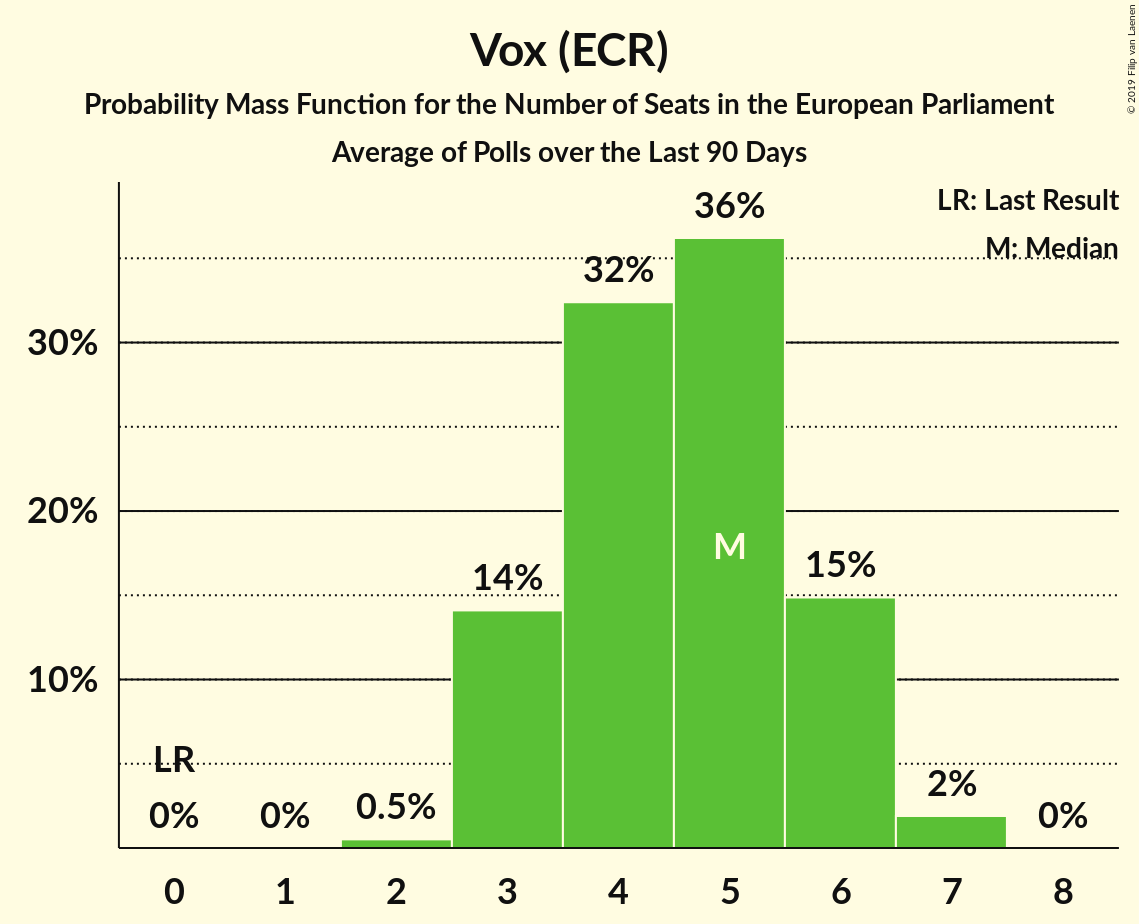 Vox (ECR)
Probability Mass Function for the Number of Seats in the European Parliament
Average of Polls over the Last 90 Days
© 2019 Filip van Laenen
LR: Last Result
M: Median
36%
32%
30%
20%
M
15%
14%
10%
LR
2%
0.5%
0%
0%
0%
0
1
2
3
4
5
6
7
8